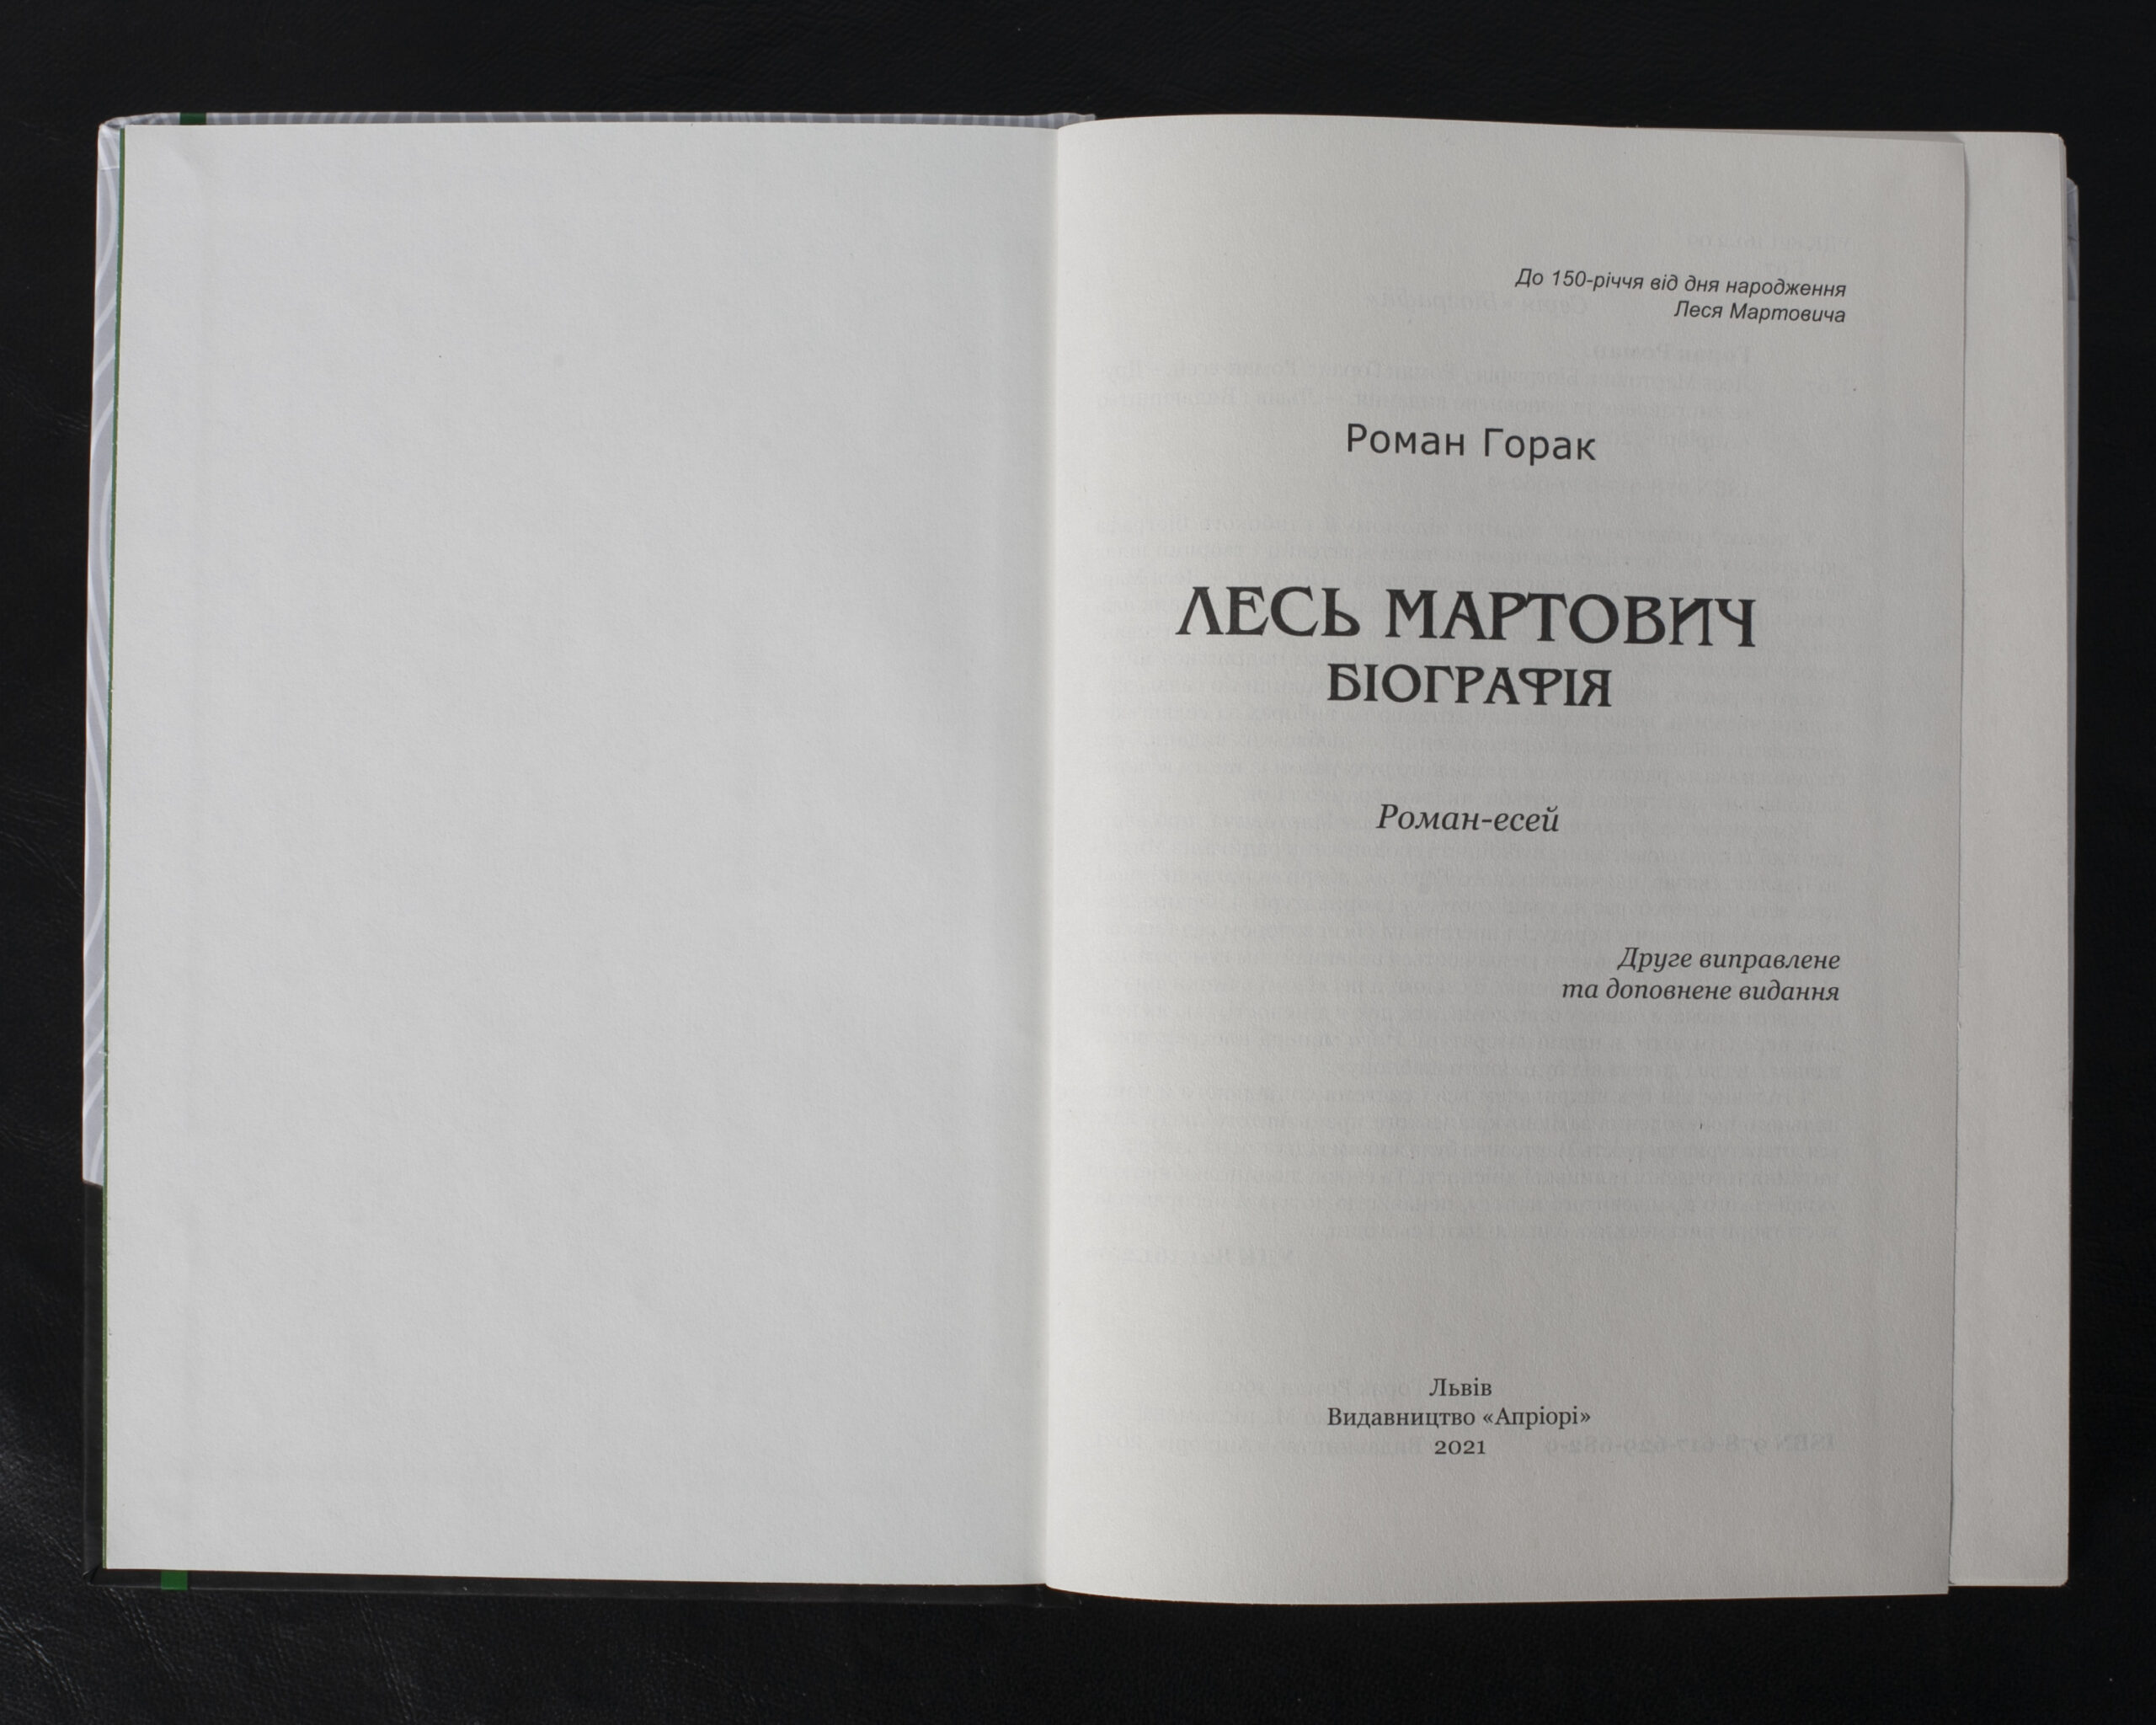 До 150-річчя від дня народження
Леся Мартовича
Роман Горак
ЛЕСЬ МАРТОВИЧ
БІОГРАФІЯ
Роман-есей
Друге виправлене
та доповнене видання
Львів
Видавництво «Апріорі»
2021